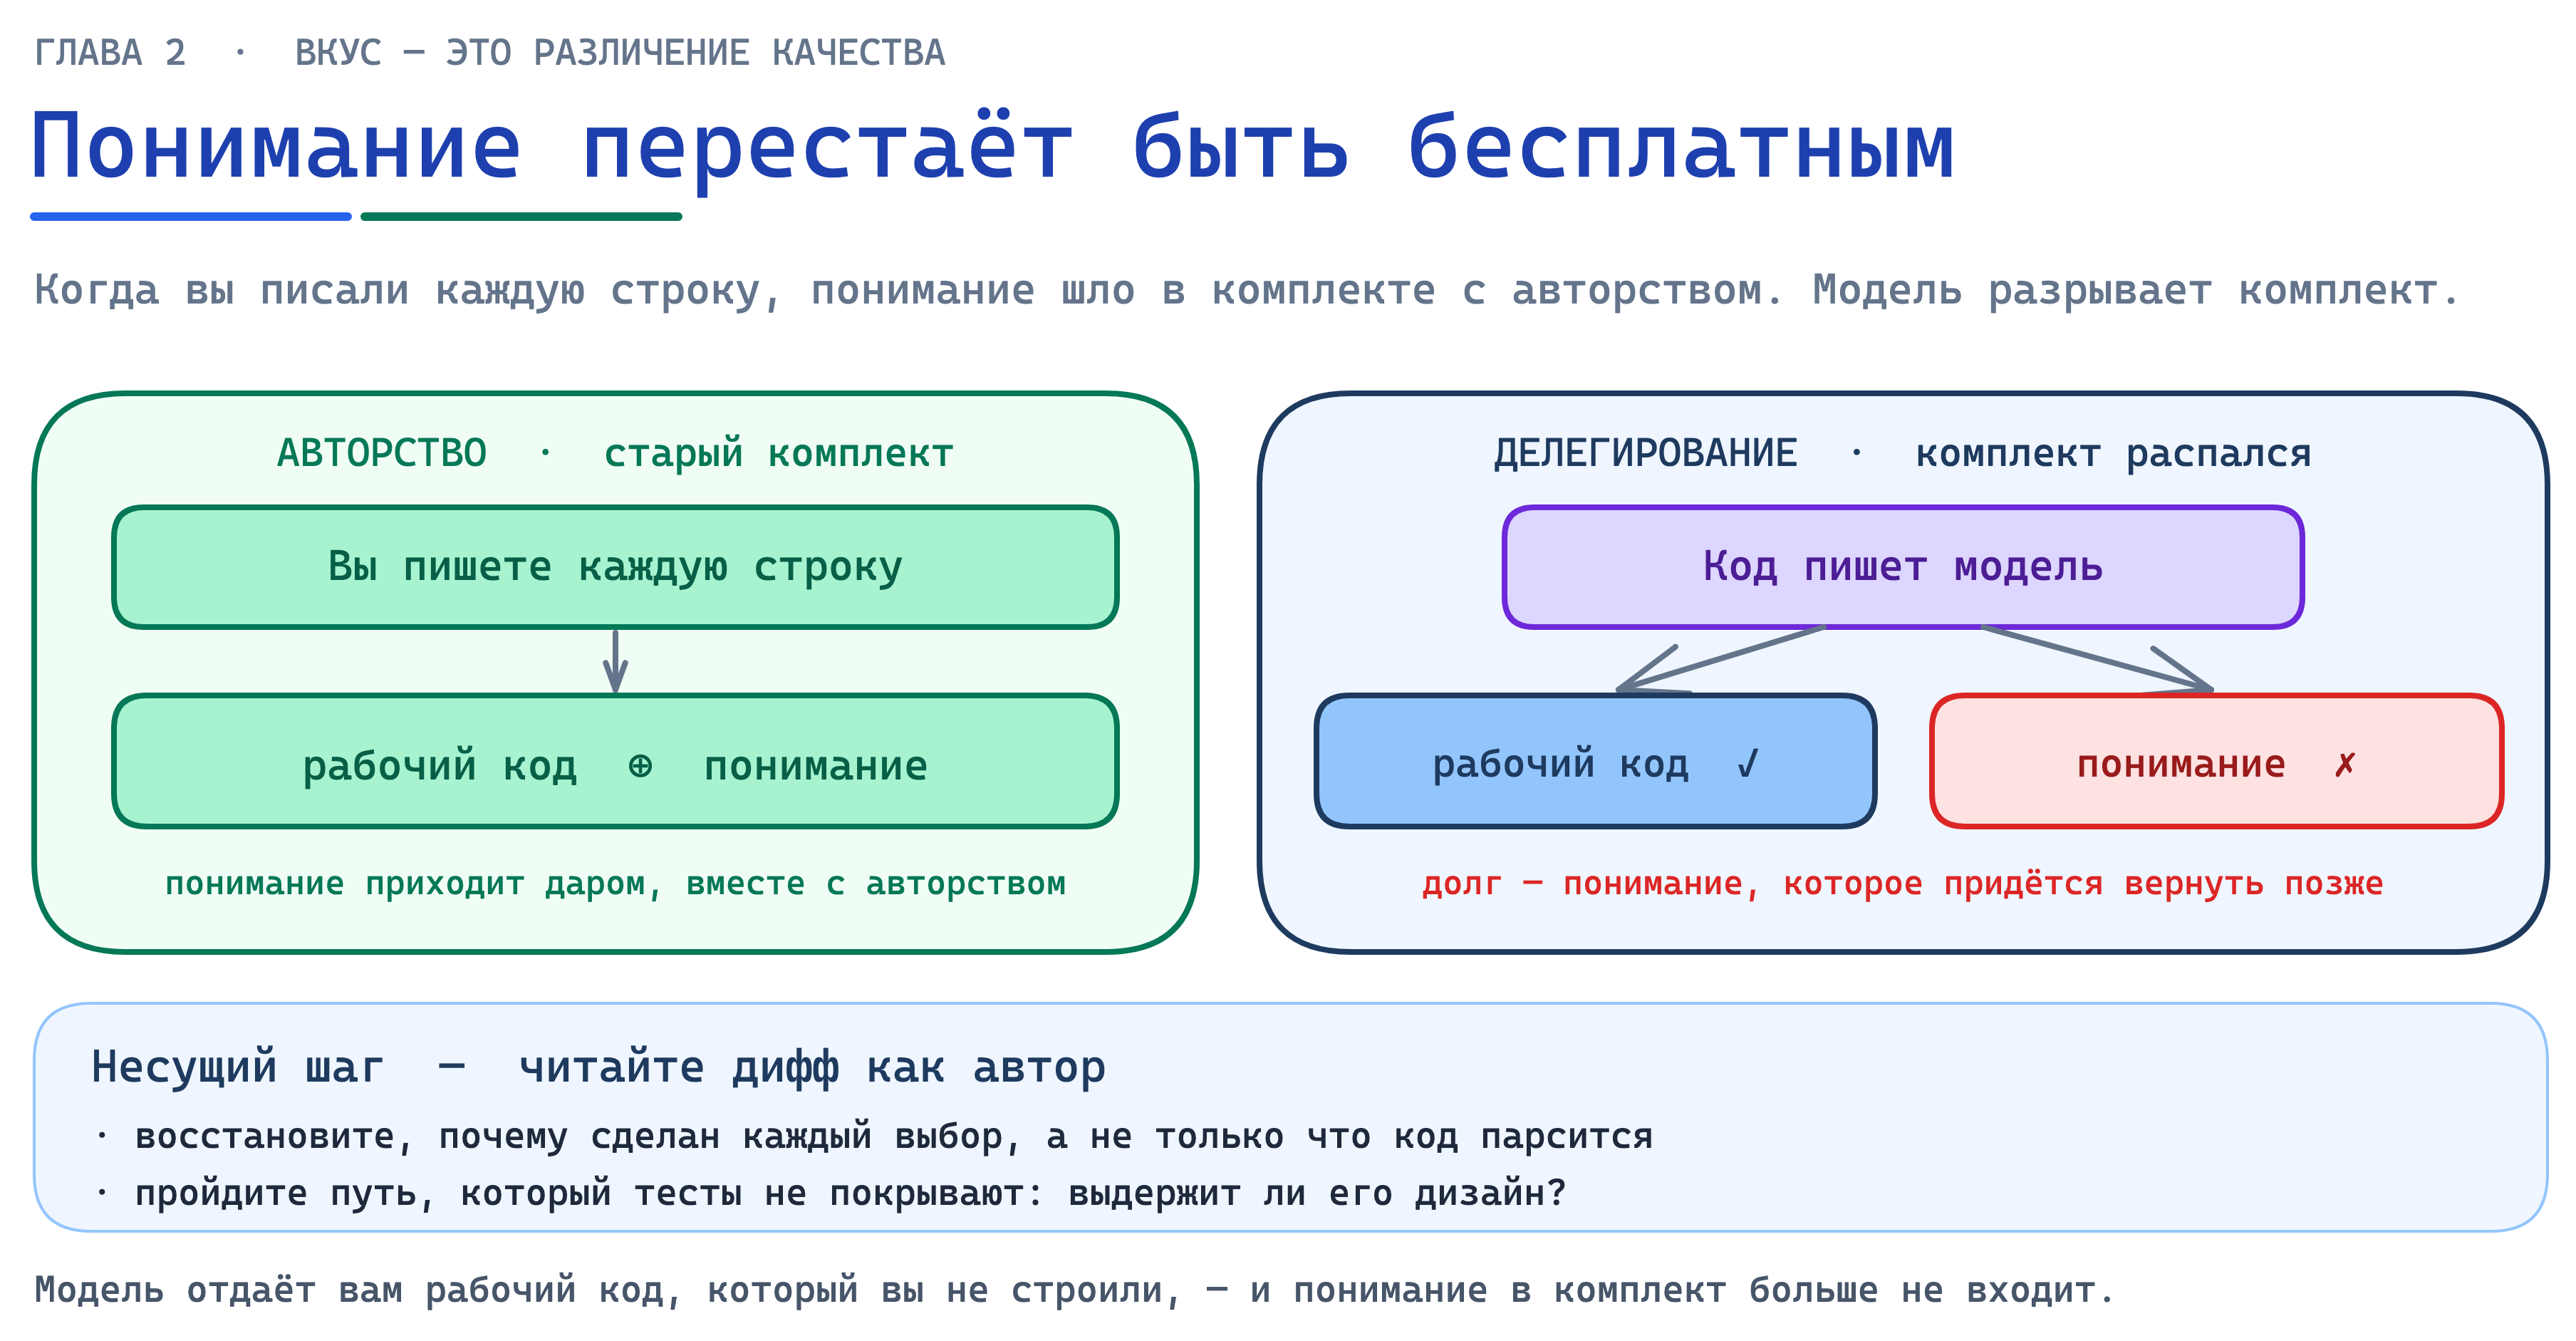 ГЛАВА 2 · ВКУС — ЭТО РАЗЛИЧЕНИЕ КАЧЕСТВА
Понимание перестаёт быть бесплатным
Когда вы писали каждую строку, понимание шло в комплекте с авторством. Модель разрывает комплект.
АВТОРСТВО · старый комплект
Вы пишете каждую строку
рабочий код ⊕ понимание
понимание приходит даром, вместе с авторством
ДЕЛЕГИРОВАНИЕ · комплект распался
Код пишет модель
рабочий код ✓
понимание ✗
долг — понимание, которое придётся вернуть позже
Несущий шаг — читайте дифф как автор
· восстановите, почему сделан каждый выбор, а не только что код парсится
· пройдите путь, который тесты не покрывают: выдержит ли его дизайн?
Модель отдаёт вам рабочий код, который вы не строили, — и понимание в комплект больше не входит.